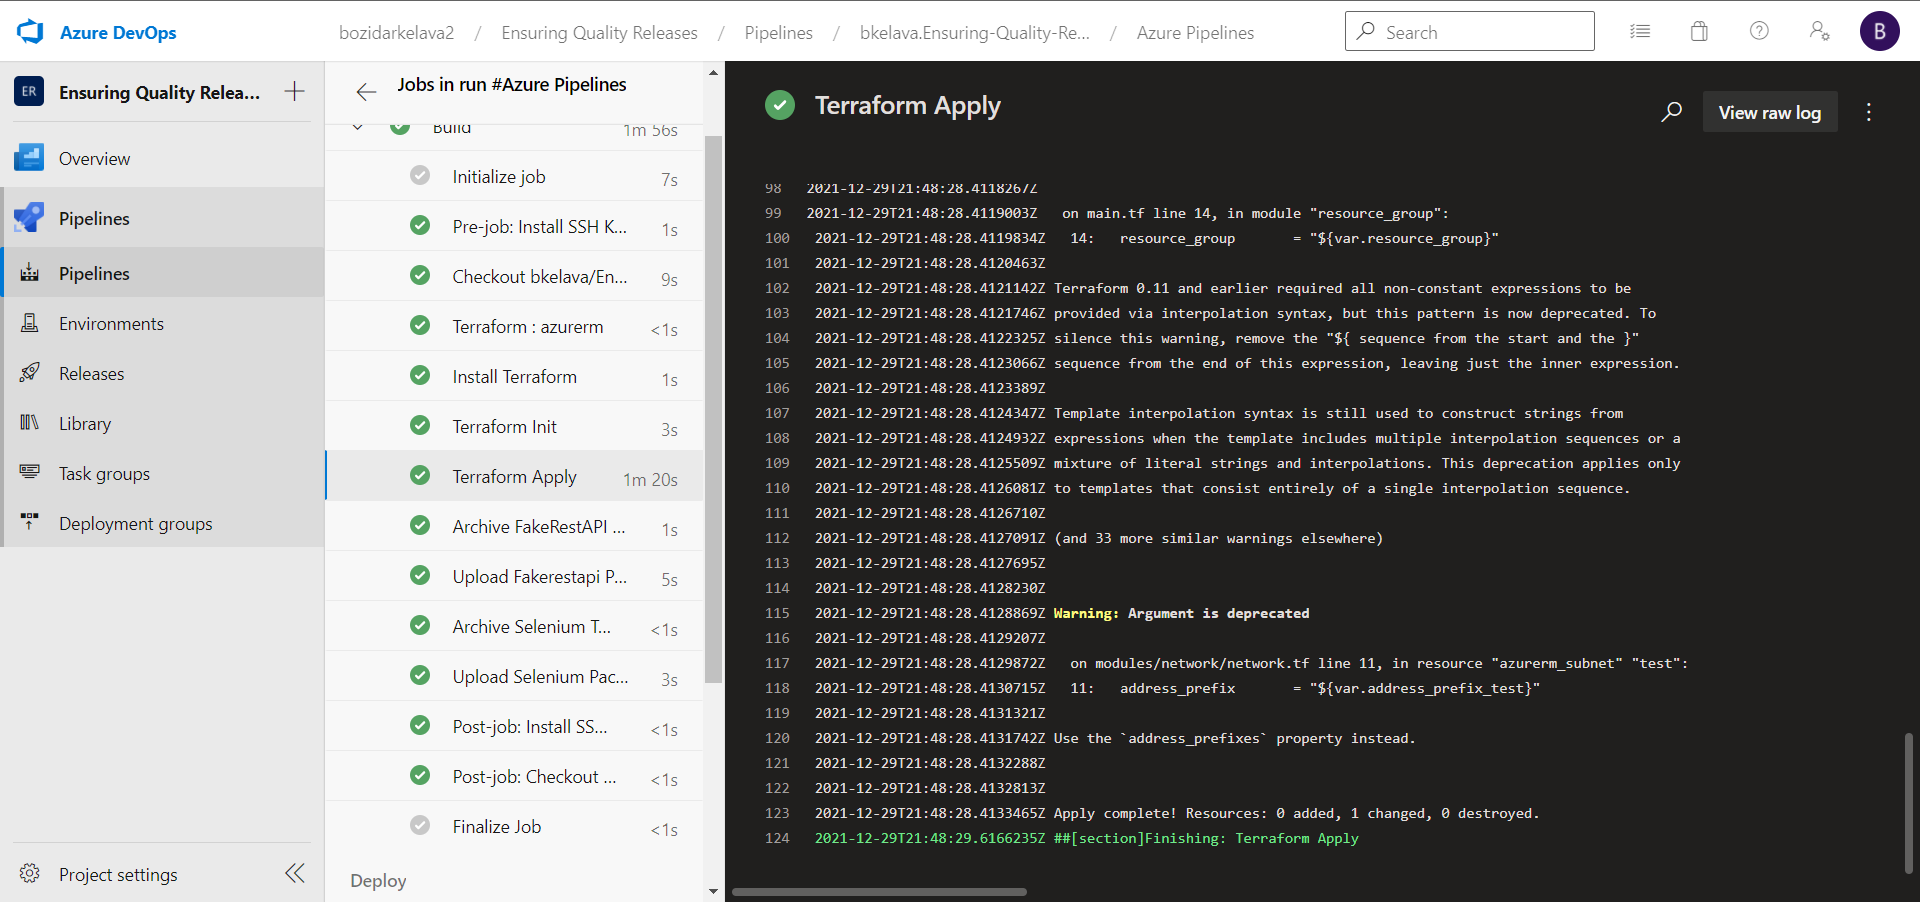 Azure DevOps
bozidarkelava2 / Ensuring Quality Releases / Pipelines / bkelava.Ensuring-Quality-Re... / Azure Pipelines
Search
B
ER
Ensuring Quality Relea...
Overview
Pipelines
Pipelines
Environments
Releases
Library
Task groups
Deployment groups
Project settings
Jobs in run #Azure Pipelines
Build 1m 56s
Initialize job 7s
Pre-job: Install SSH K... 1s
Checkout bkelava/En... 9s
Terraform : azurerm <1s
Install Terraform 1s
Terraform Init 3s
Terraform Apply 1m 20s
Archive FakeRestAPI ... 1s
Upload Fakerestapi P... 5s
Archive Selenium T... <1s
Upload Selenium Pac... 3s
Post-job: Install SS... <1s
Post-job: Checkout ... <1s
Finalize Job <1s
Deploy
Terraform Apply
View raw log
98 2021-12-29T21:48:28.4118267Z
99 2021-12-29T21:48:28.4119003Z on main.tf line 14, in module "resource_group":
100 2021-12-29T21:48:28.4119834Z 14: resource_group = "${var.resource_group}"
101 2021-12-29T21:48:28.4120463Z
102 2021-12-29T21:48:28.4121142Z Terraform 0.11 and earlier required all non-constant expressions to be
103 2021-12-29T21:48:28.4121746Z provided via interpolation syntax, but this pattern is now deprecated. To
104 2021-12-29T21:48:28.4122325Z silence this warning, remove the "${ sequence from the start and the }"
105 2021-12-29T21:48:28.4123066Z sequence from the end of this expression, leaving just the inner expression.
106 2021-12-29T21:48:28.4123389Z
107 2021-12-29T21:48:28.4124347Z Template interpolation syntax is still used to construct strings from
108 2021-12-29T21:48:28.4124932Z expressions when the template includes multiple interpolation sequences or a
109 2021-12-29T21:48:28.4125509Z mixture of literal strings and interpolations. This deprecation applies only
110 2021-12-29T21:48:28.4126081Z to templates that consist entirely of a single interpolation sequence.
111 2021-12-29T21:48:28.4126710Z
112 2021-12-29T21:48:28.4127091Z (and 33 more similar warnings elsewhere)
113 2021-12-29T21:48:28.4127695Z
114 2021-12-29T21:48:28.4128230Z
115 2021-12-29T21:48:28.4128869Z Warning: Argument is deprecated
116 2021-12-29T21:48:28.4129207Z
117 2021-12-29T21:48:28.4129872Z on modules/network/network.tf line 11, in resource "azurerm_subnet" "test":
118 2021-12-29T21:48:28.4130715Z 11: address_prefix = "${var.address_prefix_test}"
119 2021-12-29T21:48:28.4131321Z
120 2021-12-29T21:48:28.4131742Z Use the `address_prefixes` property instead.
121 2021-12-29T21:48:28.4132288Z
122 2021-12-29T21:48:28.4132813Z
123 2021-12-29T21:48:28.4133465Z Apply complete! Resources: 0 added, 1 changed, 0 destroyed.
124 2021-12-29T21:48:29.6166235Z ##[section]Finishing: Terraform Apply